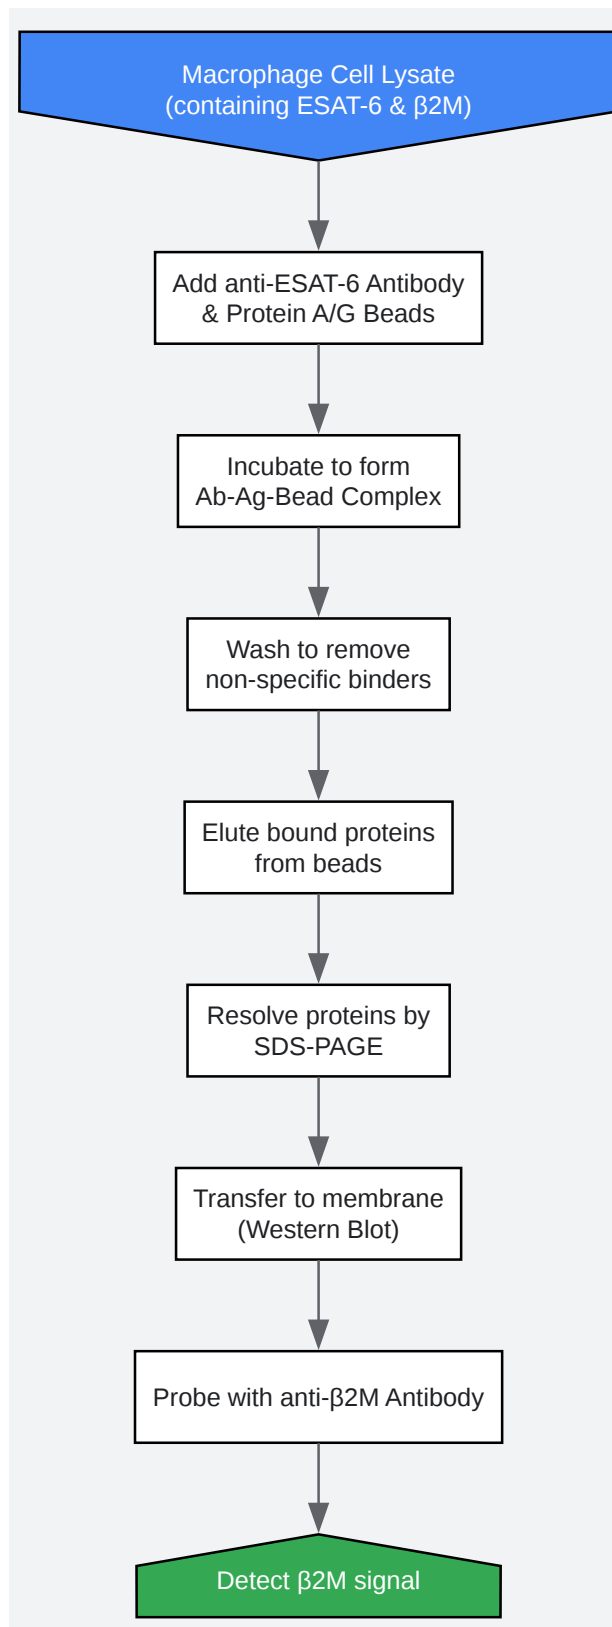 Macrophage Cell Lysate
(containing ESAT-6 & β2M)
Add anti-ESAT-6 Antibody
& Protein A/G Beads
Incubate to form
Ab-Ag-Bead Complex
Wash to remove
non-specific binders
Elute bound proteins
from beads
Resolve proteins by
SDS-PAGE
Transfer to membrane
(Western Blot)
Probe with anti-β2M Antibody
Detect β2M signal